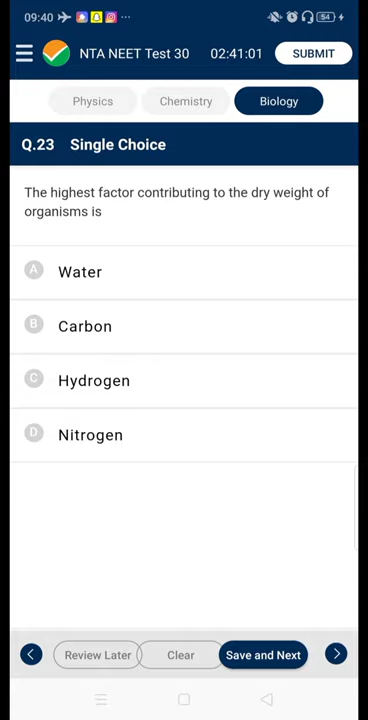 09:40
54
NTA NEET Test 30 02:41:01 SUBMIT
Physics Chemistry Biology
Q.23 Single Choice
The highest factor contributing to the dry weight of
organisms is
A Water
B Carbon
C Hydrogen
D Nitrogen
< Review Later Clear Save and Next >